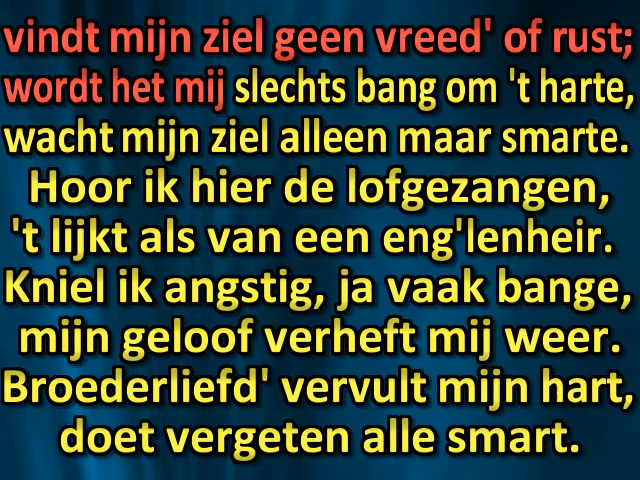 vindt mijn ziel geen vreed' of rust;
wordt het mij slechts bang om 't harte,
wacht mijn ziel alleen maar smarte.
Hoor ik hier de lofgezangen,
't lijkt als van een eng'lenheir.
Kniel ik angstig, ja vaak bange,
mijn geloof verheft mij weer.
Broederliefd' vervult mijn hart,
doet vergeten alle smart.